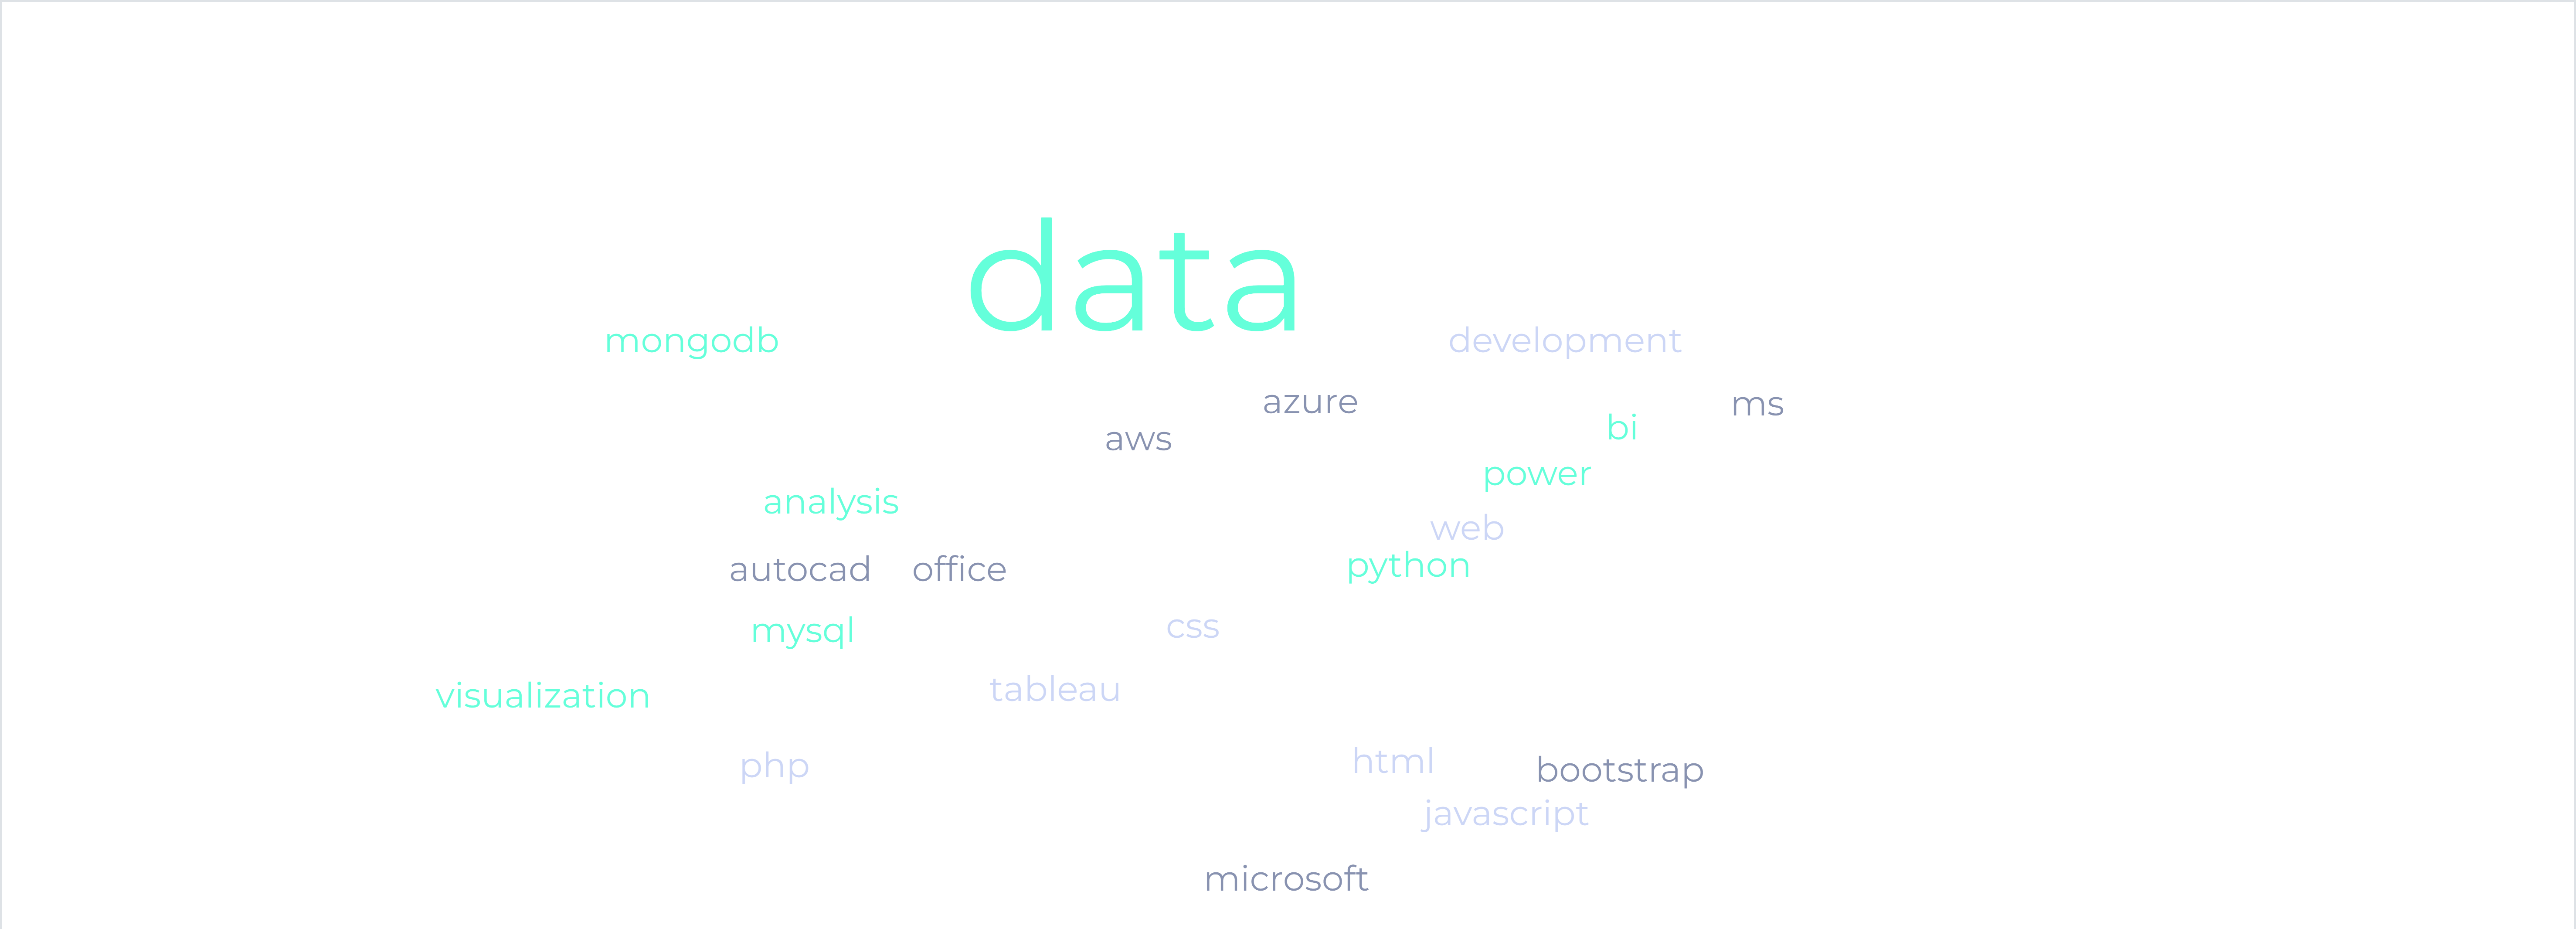 data
mongodb
development
azure
ms
bi
aws
power
analysis
web
python
autocad
office
css
mysql
tableau
visualization
html
php
bootstrap
javascript
microsoft